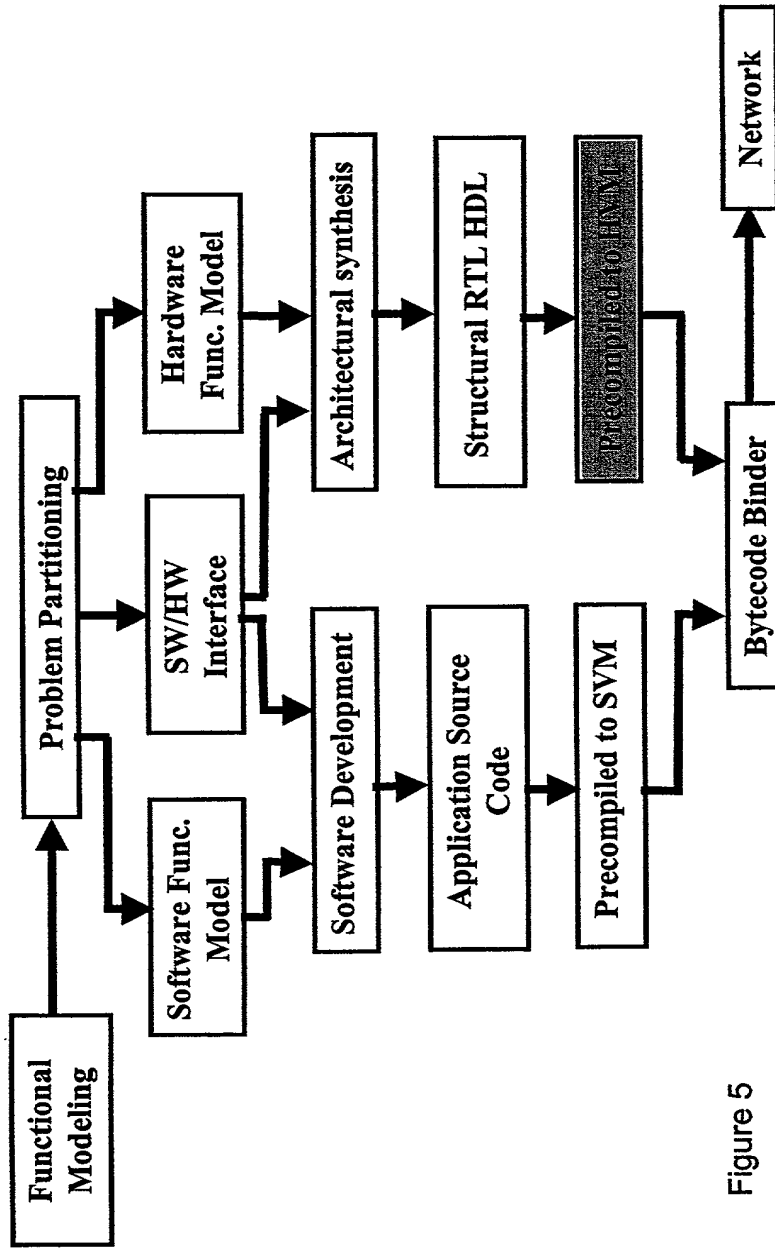 Functional
Modeling
Problem Partitioning
Software Func.
Model
SW/HW
Interface
Hardware
Func. Model
Software Development
Architectural synthesis
Application Source
Code
Structural RTL HDL
Precompiled to SVM
Precompiled to HVM
Bytecode Binder
Network
Figure 5